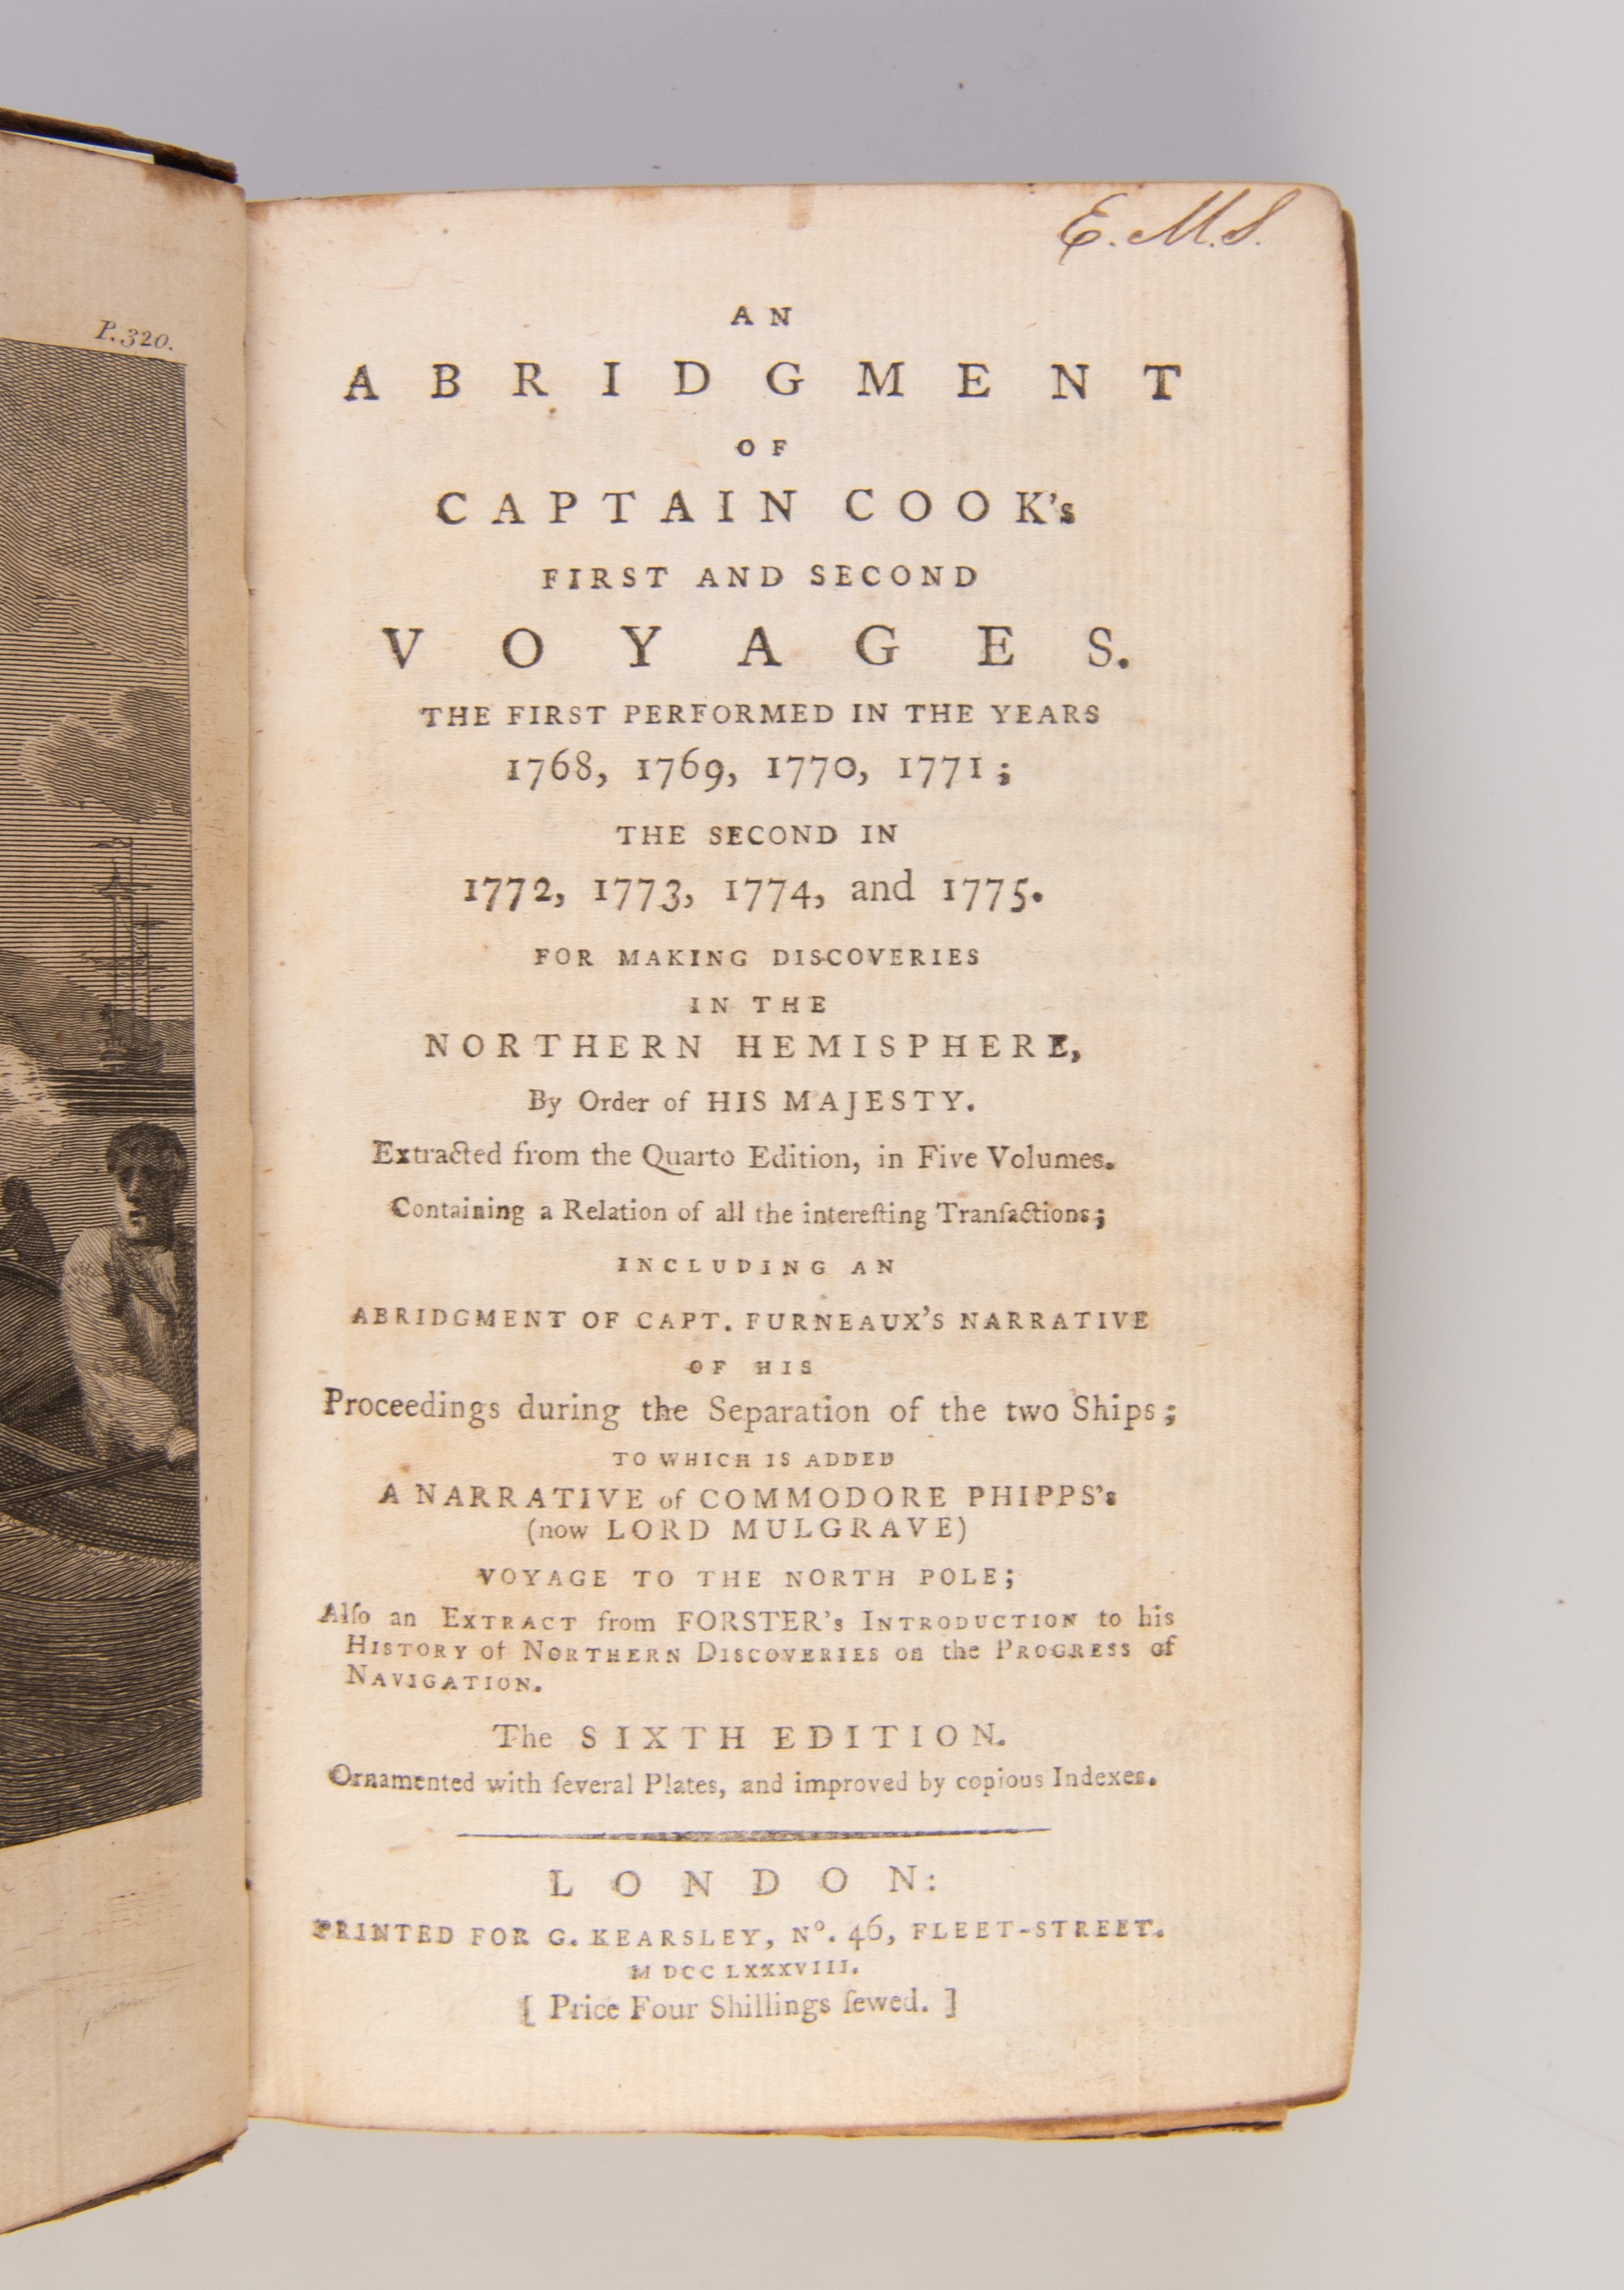 P. 320.
E. M. S.
AN
ABRIDGMENT
OF
CAPTAIN COOK's
FIRST AND SECOND
VOYAGES.
THE FIRST PERFORMED IN THE YEARS
1768, 1769, 1770, 1771;
THE SECOND IN
1772, 1773, 1774, and 1775.
FOR MAKING DISCOVERIES
IN THE
NORTHERN HEMISPHERE,
By Order of HIS MAJESTY.
Extracted from the Quarto Edition, in Five Volumes.
Containing a Relation of all the intereſting Tranſactions;
INCLUDING AN
ABRIDGMENT OF CAPT. FURNEAUX'S NARRATIVE
OF HIS
Proceedings during the Separation of the two Ships;
TO WHICH IS ADDED
A NARRATIVE of COMMODORE PHIPPS's
(now LORD MULGRAVE)
VOYAGE TO THE NORTH POLE;
Alſo an EXTRACT from FORSTER's INTRODUCTION to his
HISTORY of NORTHERN DISCOVERIES on the PROGRESS of
NAVIGATION.
The SIXTH EDITION.
Ornamented with ſeveral Plates, and improved by copious Indexes.
LONDON:
PRINTED FOR G. KEARSLEY, Nº. 46, FLEET-STREET.
M DCC LXXXVIII.
[ Price Four Shillings ſewed. ]